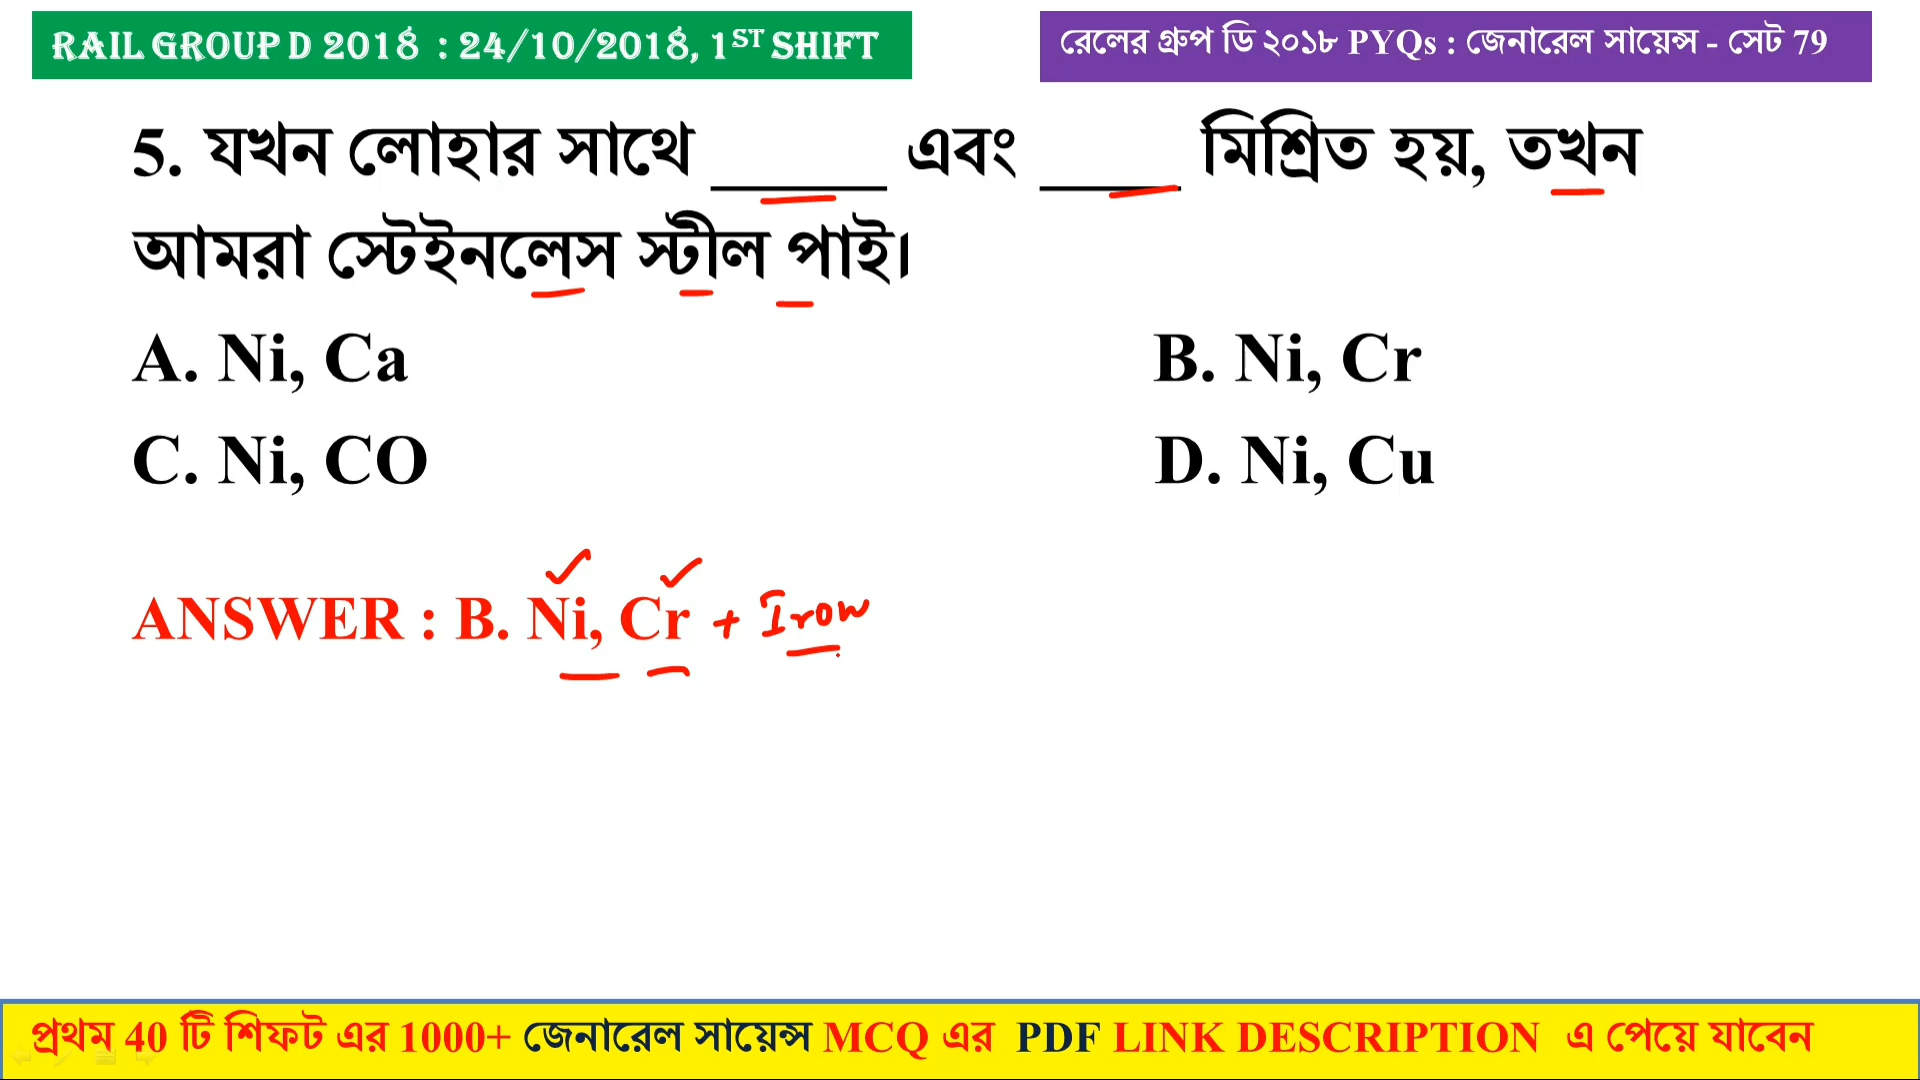 RAIL GROUP D 2018 : 24/10/2018, 1ST SHIFT
রেলের গ্রুপ ডি ২০১৮ PYQs : জেনারেল সায়েন্স - সেট 79
5. যখন লোহার সাথে _____ এবং ____ মিশ্রিত হয়, তখন
আমরা স্টেইনলেস স্টীল পাই।
A. Ni, Ca
B. Ni, Cr
C. Ni, CO
D. Ni, Cu
ANSWER : B. Ni, Cr + Iron
প্রথম 40 টি শিফট এর 1000+ জেনারেল সায়েন্স MCQ এর PDF LINK DESCRIPTION এ পেয়ে যাবেন